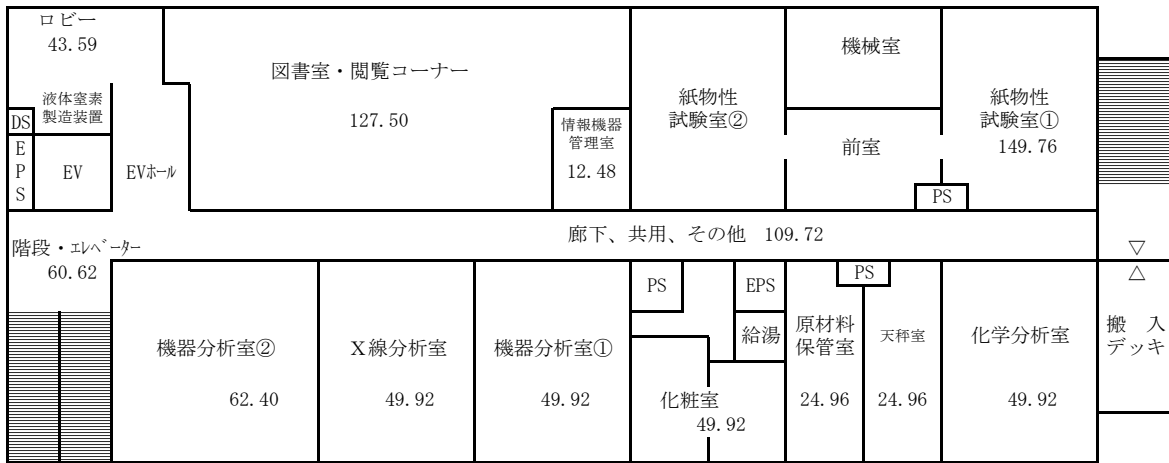 ロビー
43.59
図書室・閲覧コーナー
127.50
液体窒素
製造装置
DS
E
P
S
EV
EVホール
情報機器
管理室
12.48
紙物性
試験室②
機械室
前室
紙物性
試験室①
149.76
PS
廊下、共用、その他 109.72
階段・エレベーター
60.62
▽
△
機器分析室②
62.40
X線分析室
49.92
機器分析室①
49.92
PS
EPS
給湯
化粧室
49.92
原材料
保管室
24.96
PS
天秤室
24.96
化学分析室
49.92
搬 入
デッキ